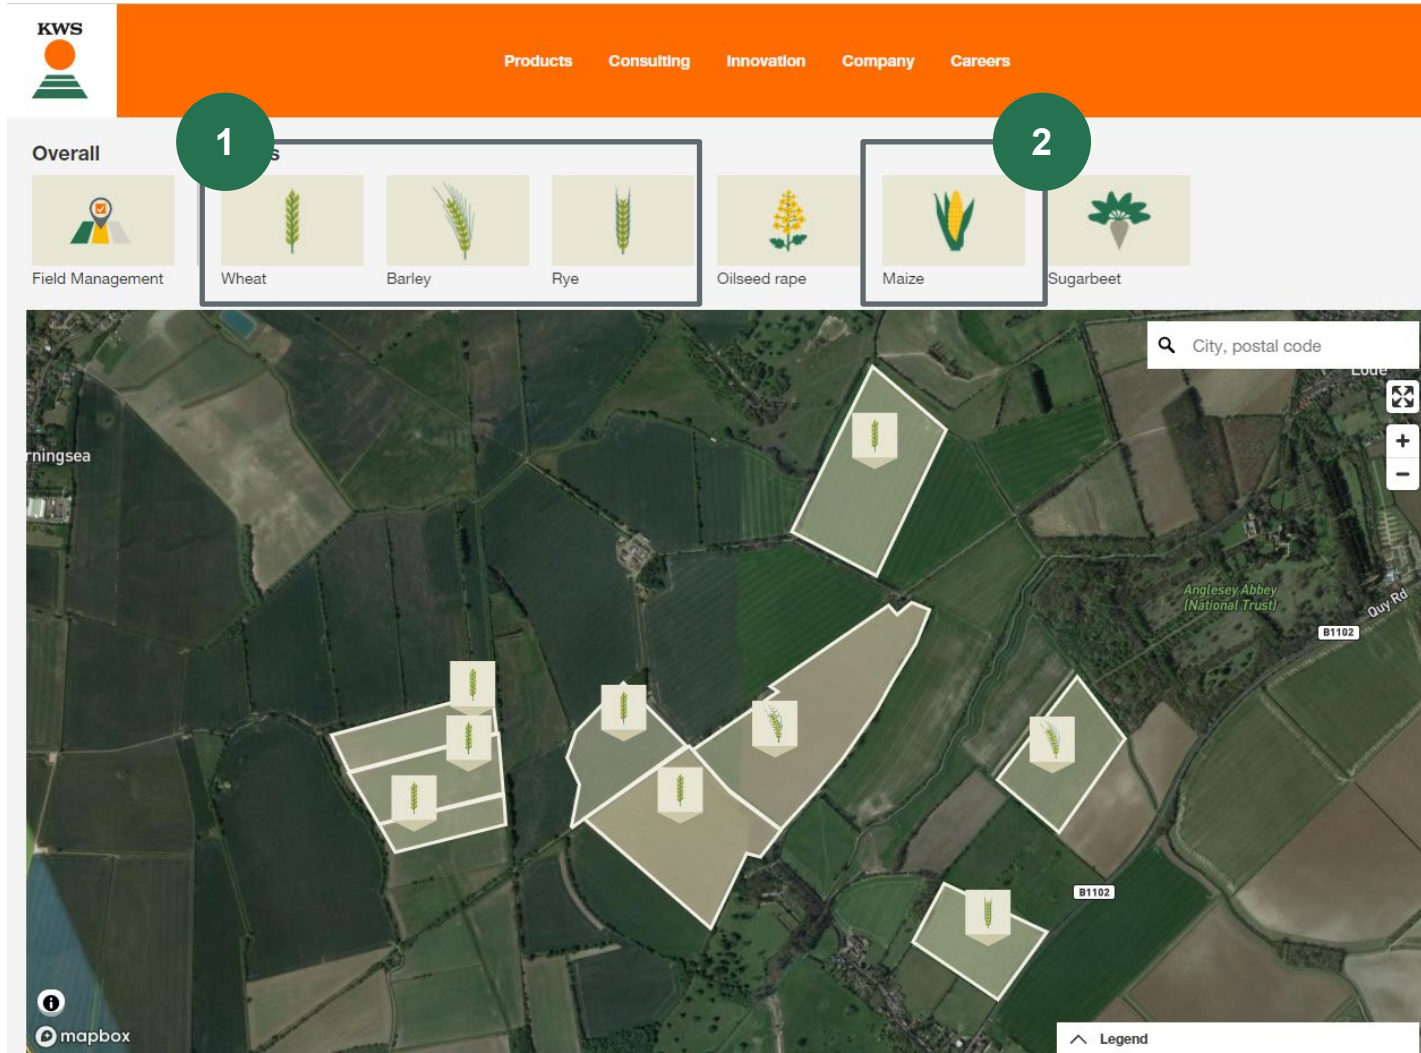 KWS
Products Consulting Innovation Company Careers
1
2
Overall
s
Field Management
Wheat
Barley
Rye
Oilseed rape
Maize
Sugarbeet
City, postal code
Lode
rningsea
+
−
Anglesey Abbey
(National Trust)
Quy Rd
B1102
B1102
mapbox
Legend